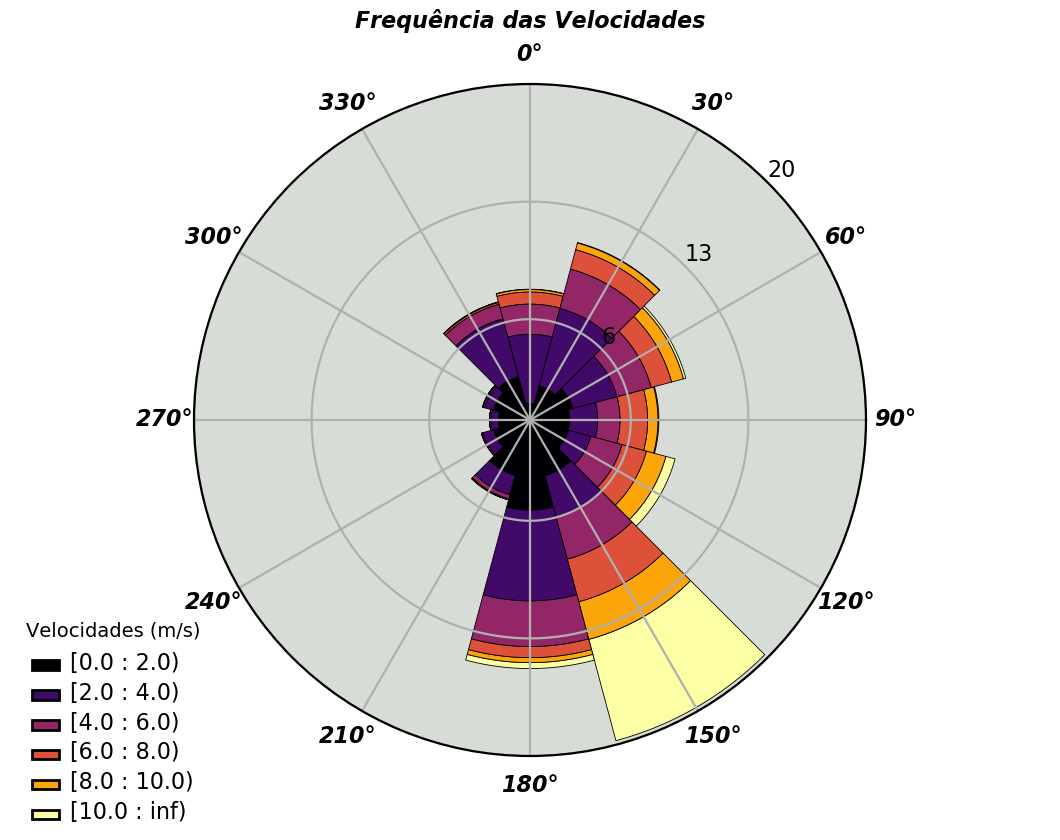 Frequência das Velocidades
0°
330°
30°
20
300°
60°
13
6
270°
90°
240°
120°
210°
150°
180°
Velocidades (m/s)
[0.0 : 2.0)
[2.0 : 4.0)
[4.0 : 6.0)
[6.0 : 8.0)
[8.0 : 10.0)
[10.0 : inf)